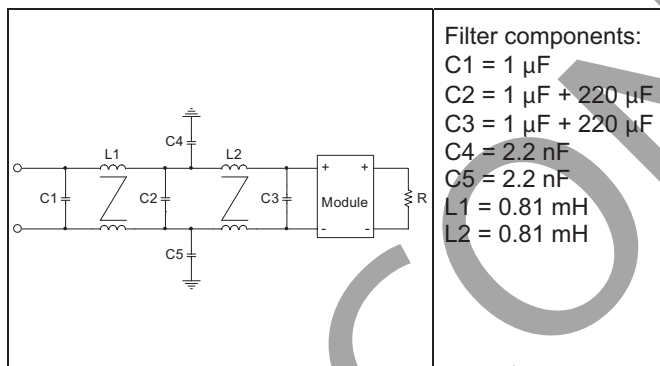 Filter components:
C1 = 1 µF
C2 = 1 µF + 220 µF
C3 = 1 µF + 220 µF
C4 = 2.2 nF
C5 = 2.2 nF
L1 = 0.81 mH
L2 = 0.81 mH
C4
L1
L2
+
+
C1
C2
C3
Module
R
-
-
C5